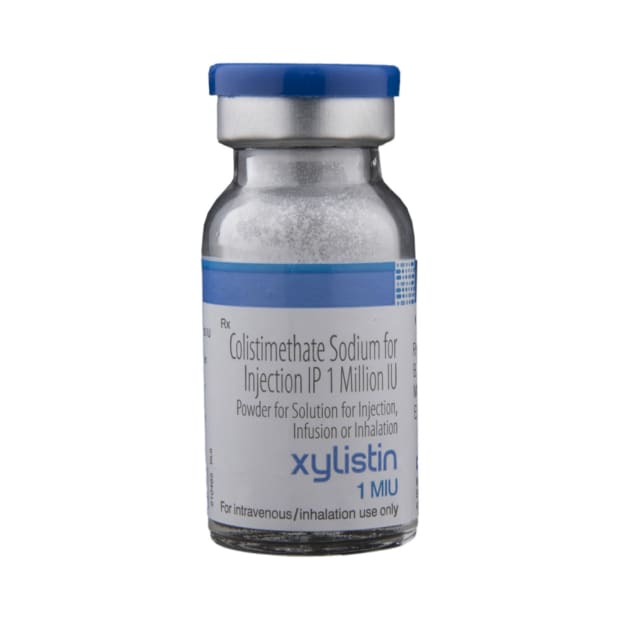 Rx
Colistimethate Sodium for
Injection IP 1 Million IU
Powder for Solution for Injection,
Infusion or Inhalation
xylistin
1 MIU
For intravenous/inhalation use only